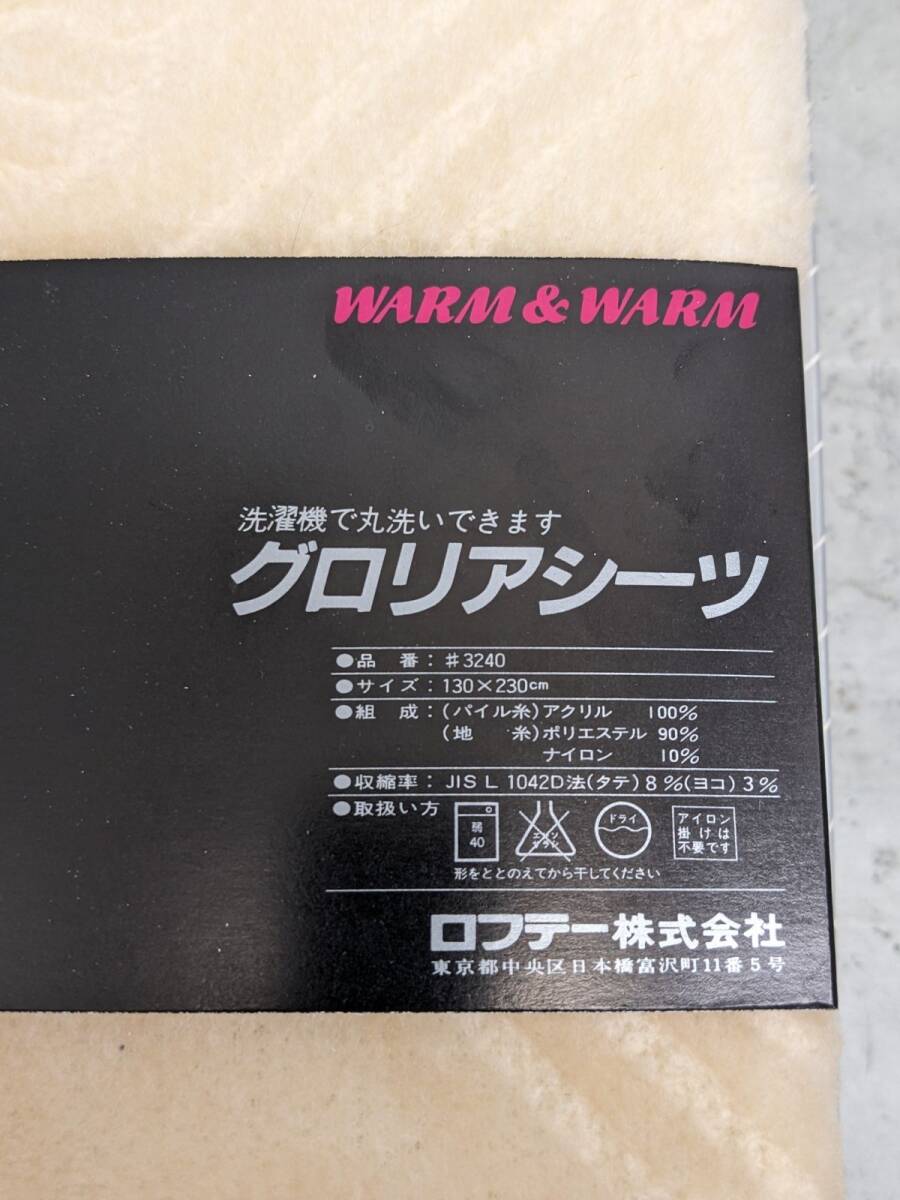 WARM & WARM
洗濯機で丸洗いできます
グロリアシーツ
●品 番：♯3240
●サイズ：130×230cm
●組 成：(パイル糸)アクリル 100%
(地 糸)ポリエステル 90%
ナイロン 10%
●収縮率：JIS L 1042D法(タテ)8%(ヨコ)3%
●取扱い方
弱
40
エンソ
サラシ
ドライ
アイロン
掛けは
不要です
形をととのえてから干してください
ロフテー株式会社
東京都中央区日本橋富沢町11番5号